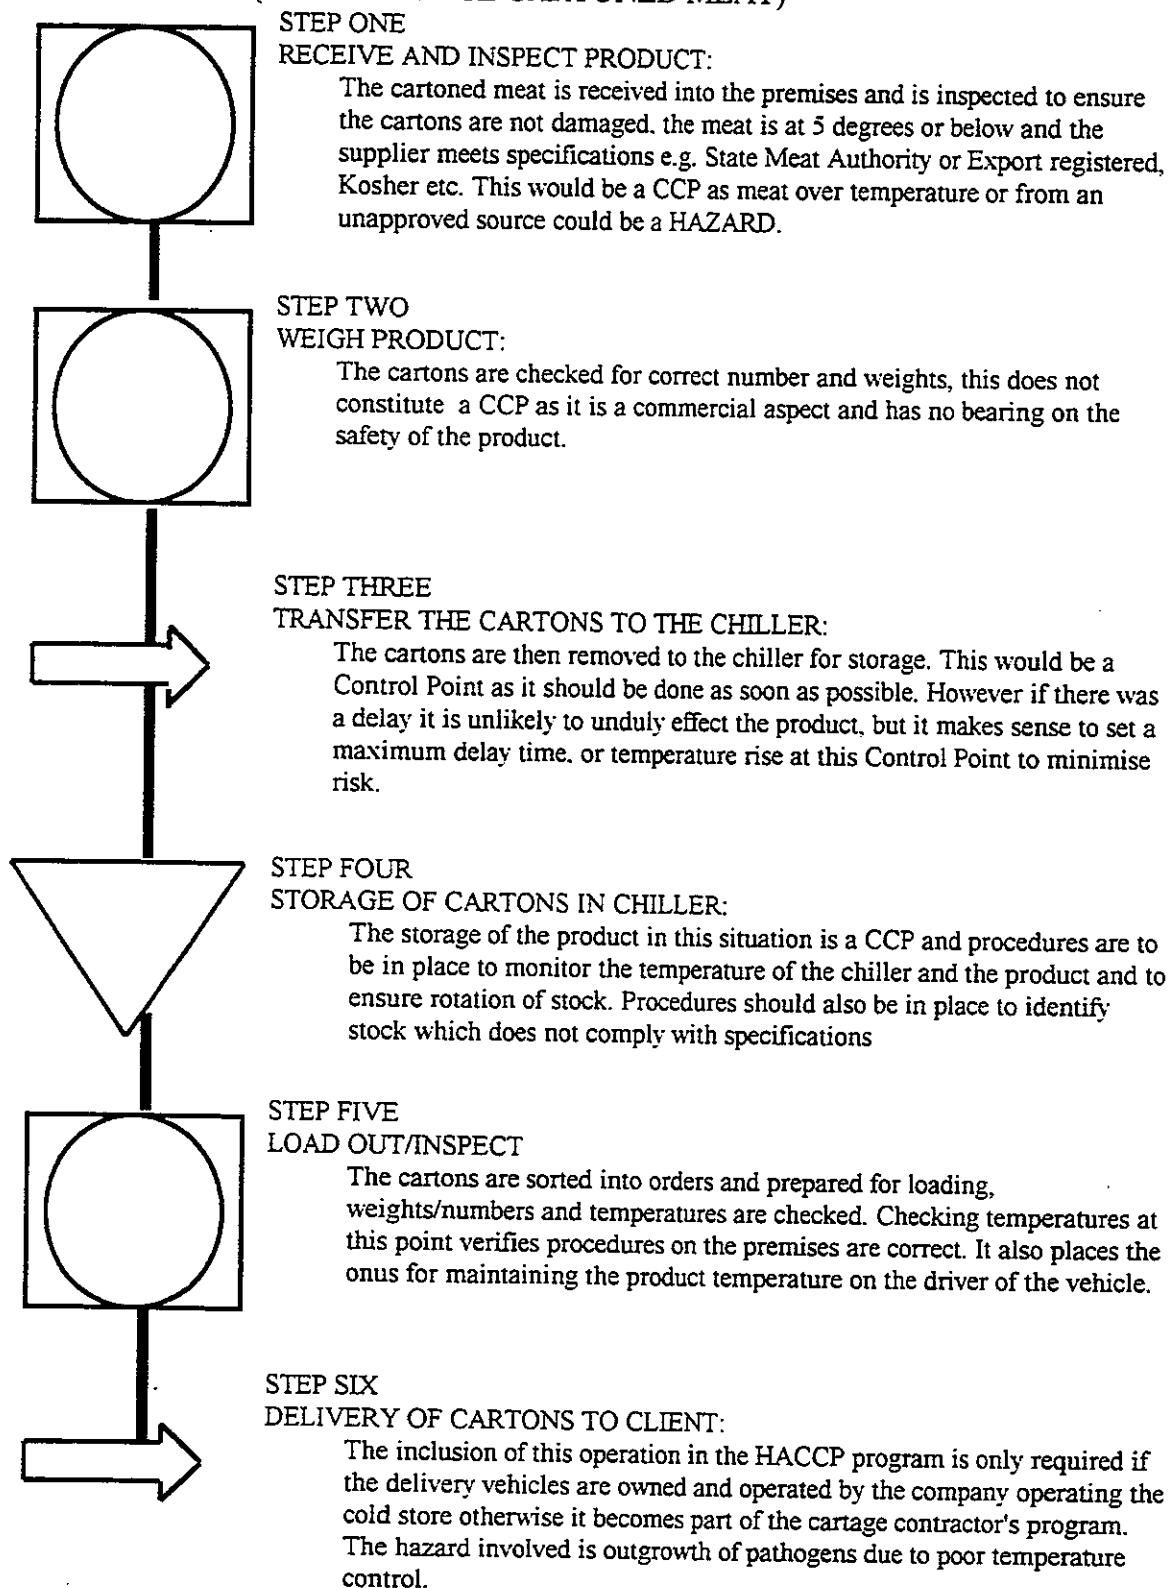 CARTONED MEAT)
STEP ONE
RECEIVE AND INSPECT PRODUCT:
The cartoned meat is received into the premises and is inspected to ensure
the cartons are not damaged. the meat is at 5 degrees or below and the
supplier meets specifications e.g. State Meat Authority or Export registered,
Kosher etc. This would be a CCP as meat over temperature or from an
unapproved source could be a HAZARD.
STEP TWO
WEIGH PRODUCT:
The cartons are checked for correct number and weights, this does not
constitute a CCP as it is a commercial aspect and has no bearing on the
safety of the product.
STEP THREE
TRANSFER THE CARTONS TO THE CHILLER:
The cartons are then removed to the chiller for storage. This would be a
Control Point as it should be done as soon as possible. However if there was
a delay it is unlikely to unduly effect the product, but it makes sense to set a
maximum delay time. or temperature rise at this Control Point to minimise
risk.
STEP FOUR
STORAGE OF CARTONS IN CHILLER:
The storage of the product in this situation is a CCP and procedures are to
be in place to monitor the temperature of the chiller and the product and to
ensure rotation of stock. Procedures should also be in place to identify
stock which does not comply with specifications
STEP FIVE
LOAD OUT/INSPECT
The cartons are sorted into orders and prepared for loading,
weights/numbers and temperatures are checked. Checking temperatures at
this point verifies procedures on the premises are correct. It also places the
onus for maintaining the product temperature on the driver of the vehicle.
STEP SIX
DELIVERY OF CARTONS TO CLIENT:
The inclusion of this operation in the HACCP program is only required if
the delivery vehicles are owned and operated by the company operating the
cold store otherwise it becomes part of the cartage contractor's program.
The hazard involved is outgrowth of pathogens due to poor temperature
control.